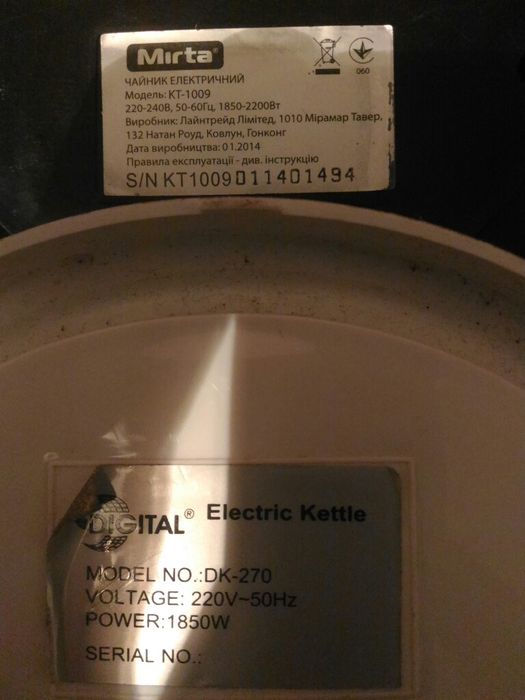 Mirta
060
ЧАЙНИК ЕЛЕКТРИЧНИЙ
Модель: КТ-1009
220-240В, 50-60Гц, 1850-2200Вт
Виробник: Лайнтрейд Лімітед, 1010 Мірамар Тавер,
132 Натан Роуд, Ковлун, Гонконг
Дата виробництва: 01.2014
Правила експлуатації - див. інструкцію
S/N KT1009011401494
DIGITAL® Electric Kettle
MODEL NO.:DK-270
VOLTAGE: 220V~50Hz
POWER:1850W
SERIAL NO.: